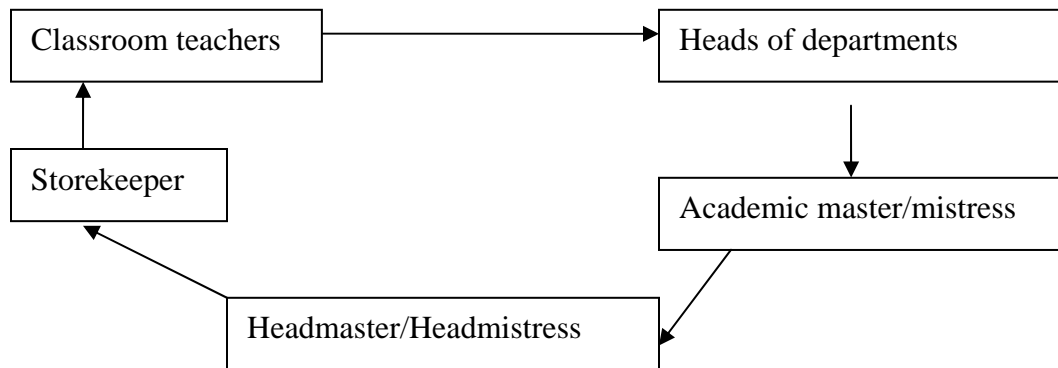 Classroom teachers
Heads of departments
Storekeeper
Academic master/mistress
Headmaster/Headmistress